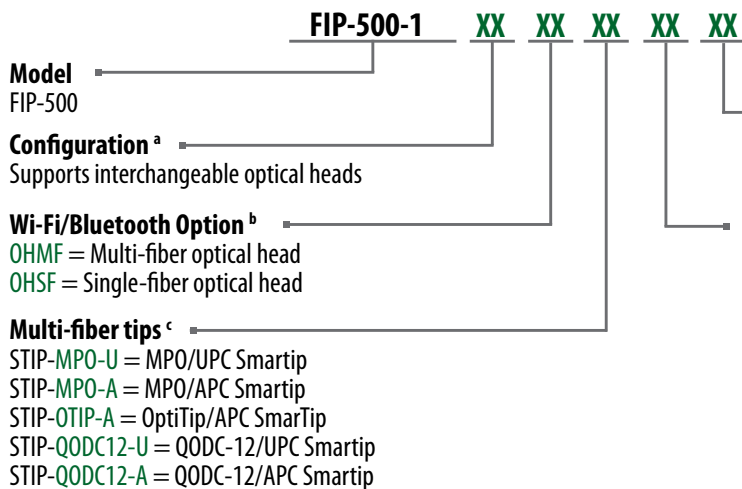 FIP-500-1 XX XX XX XX XX
Model
FIP-500
Configuration a
Supports interchangeable optical heads
Wi-Fi/Bluetooth Option b
OHMF = Multi-fiber optical head
OHSF = Single-fiber optical head
Multi-fiber tips c
STIP-MPO-U = MPO/UPC Smartip
STIP-MPO-A = MPO/APC Smartip
STIP-OTIP-A = OptiTip/APC SmarTip
STIP-QODC12-U = QODC-12/UPC Smartip
STIP-QODC12-A = QODC-12/APC Smartip